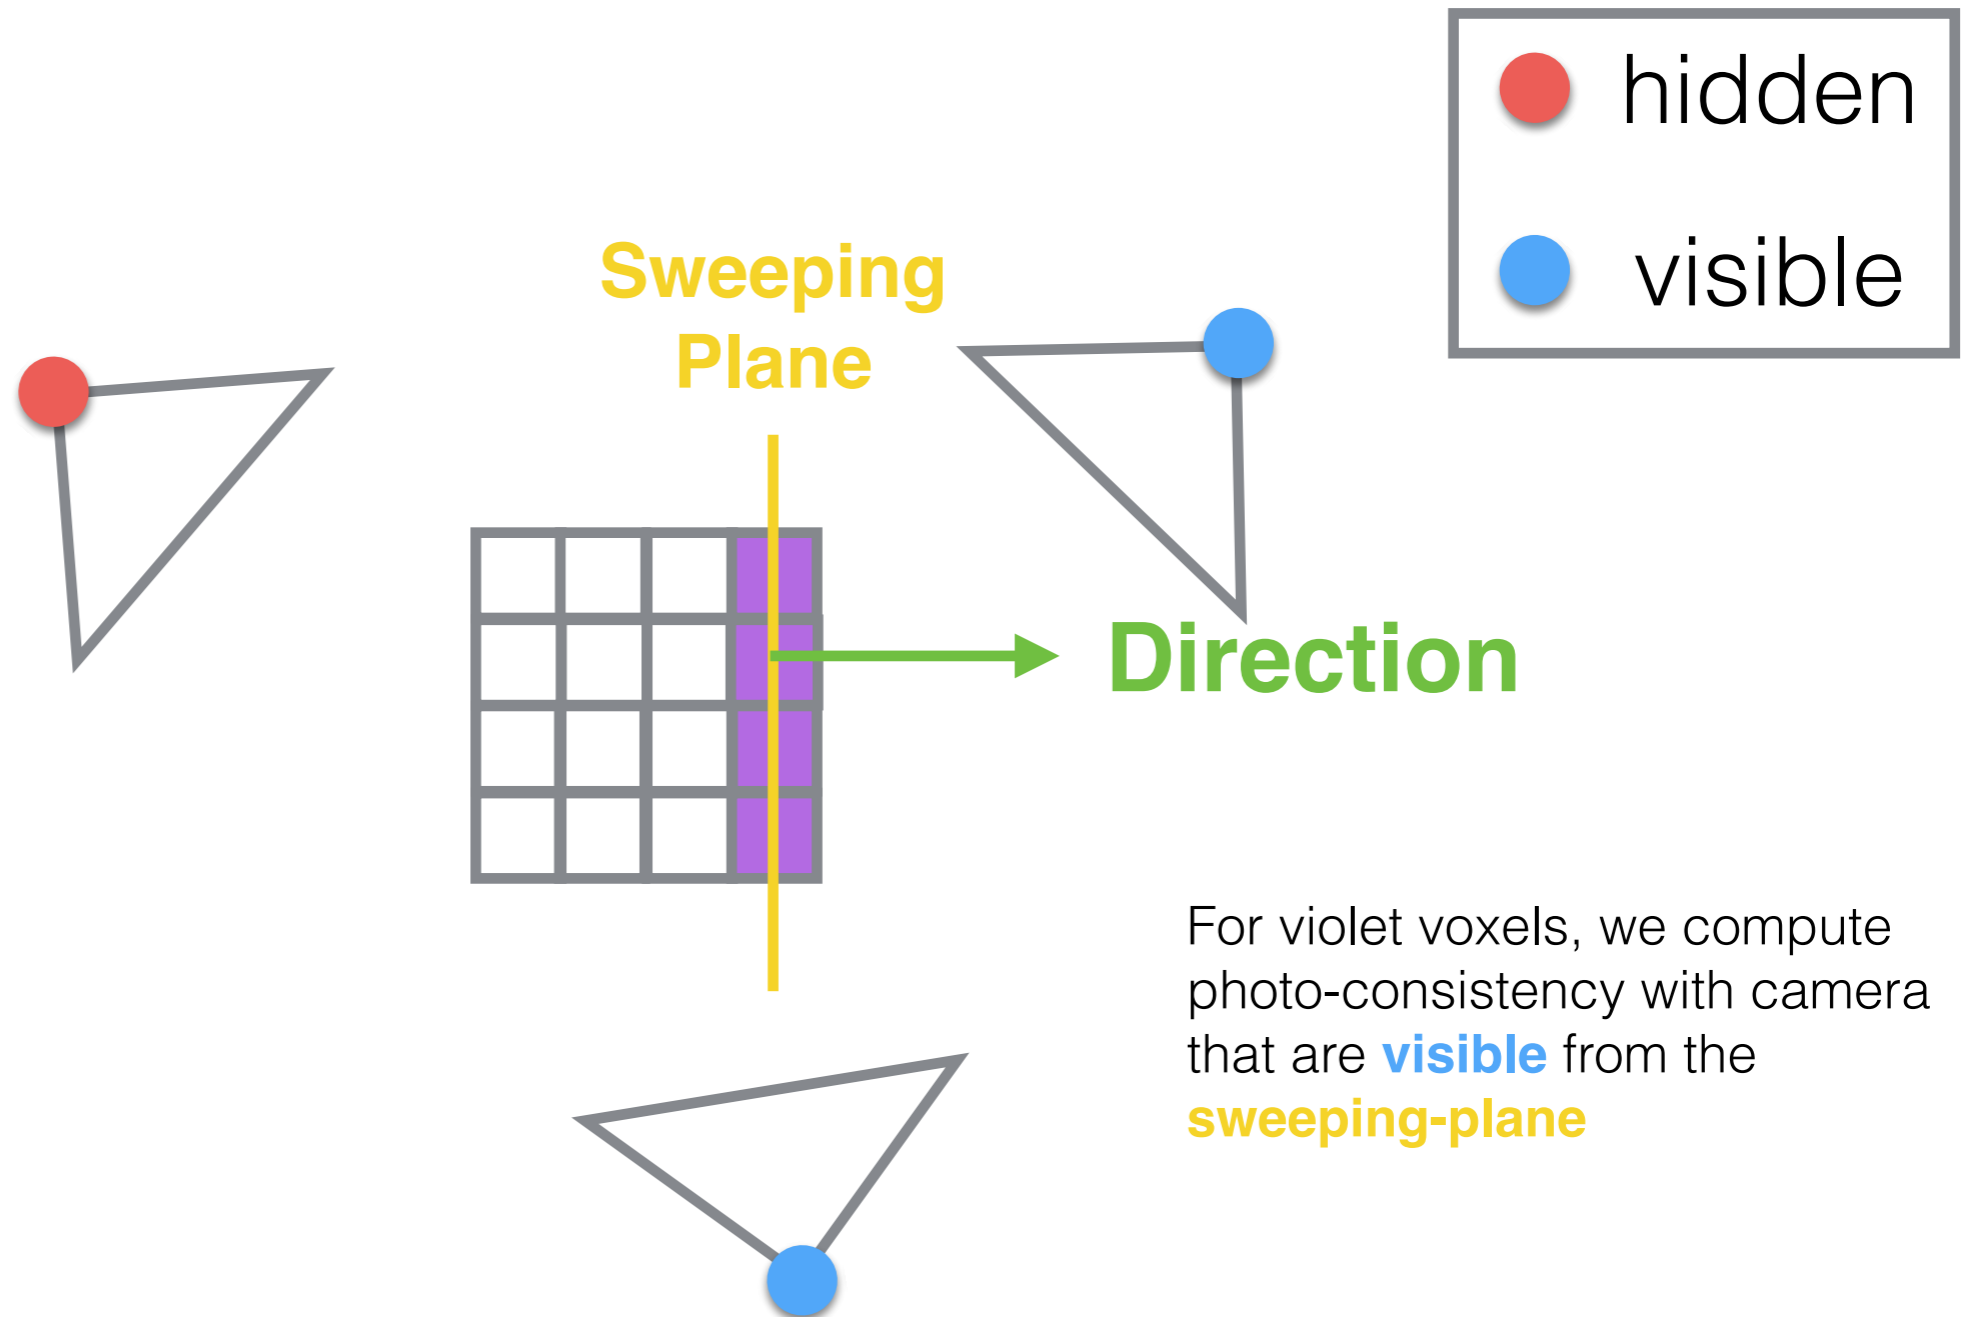 hidden
visible
Sweeping
Plane
Direction
For violet voxels, we compute
photo-consistency with camera
that are visible from the
sweeping-plane